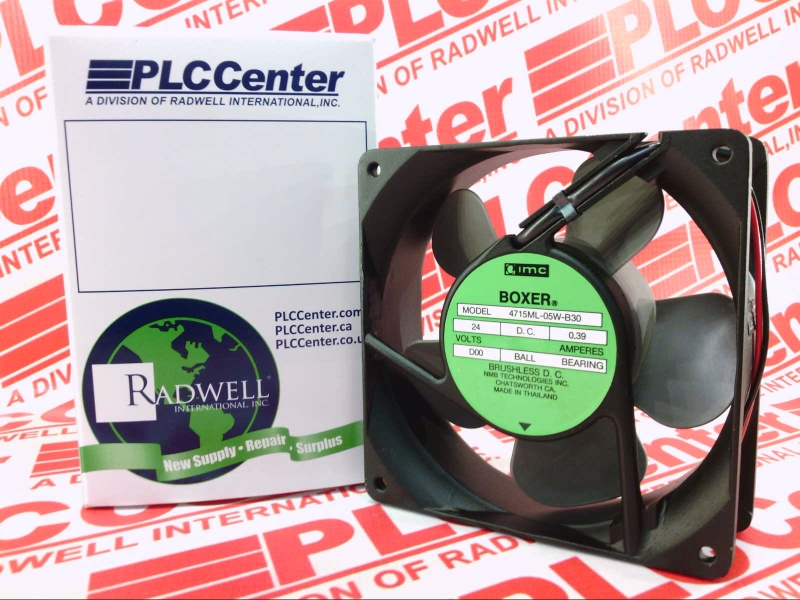 PLCCenter
A DIVISION OF RADWELL INTERNATIONAL, INC.
PLCCenter.com
PLCCenter.ca
PLCCenter.co.u
RADWELL
INTERNATIONAL, INC.
New Supply • Repair • Surplus
imc
BOXER®
MODEL 4715ML-05W-B30
24 D.C. 0.39
VOLTS AMPERES
D00 BALL BEARING
BRUSHLESS D. C.
NMB TECHNOLOGIES INC.
CHATSWORTH CA.
MADE IN THAILAND